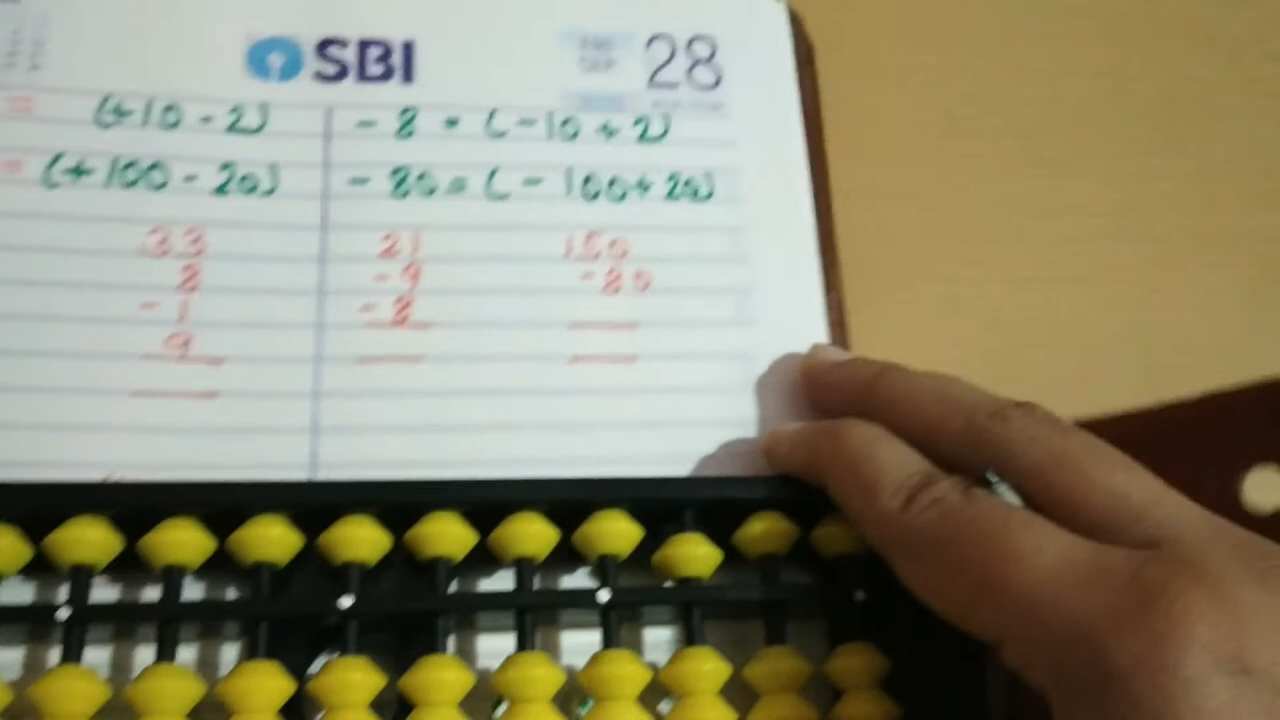 SBI 28
SEP
= (+10 - 2) - 8 = (-10 + 2)
= (+100 - 20) - 80 = (- 100 + 20)
33 21 150
8 -9 -80
- 1 - 8
9